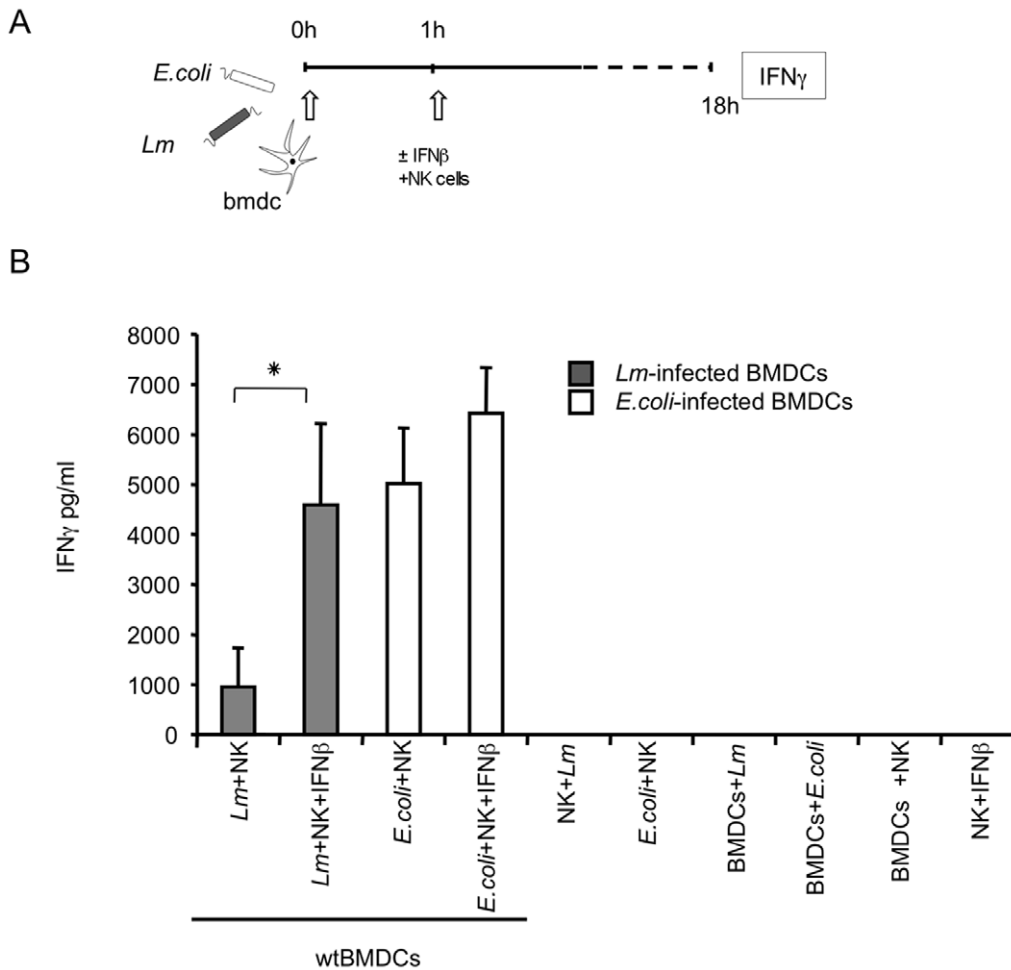 A
0h 1h
E.coli
IFNγ
18h
Lm
± IFNβ
+NK cells
bmdc
B
8000
7000
6000
5000
4000
3000
2000
1000
0
IFNγ pg/ml
*
Lm-infected BMDCs
E.coli-infected BMDCs
Lm+NK
Lm+NK+IFNβ
E.coli+NK
E.coli+NK+IFNβ
NK+Lm
E.coli+NK
BMDCs+Lm
BMDCs+E.coli
BMDCs +NK
NK+IFNβ
wtBMDCs